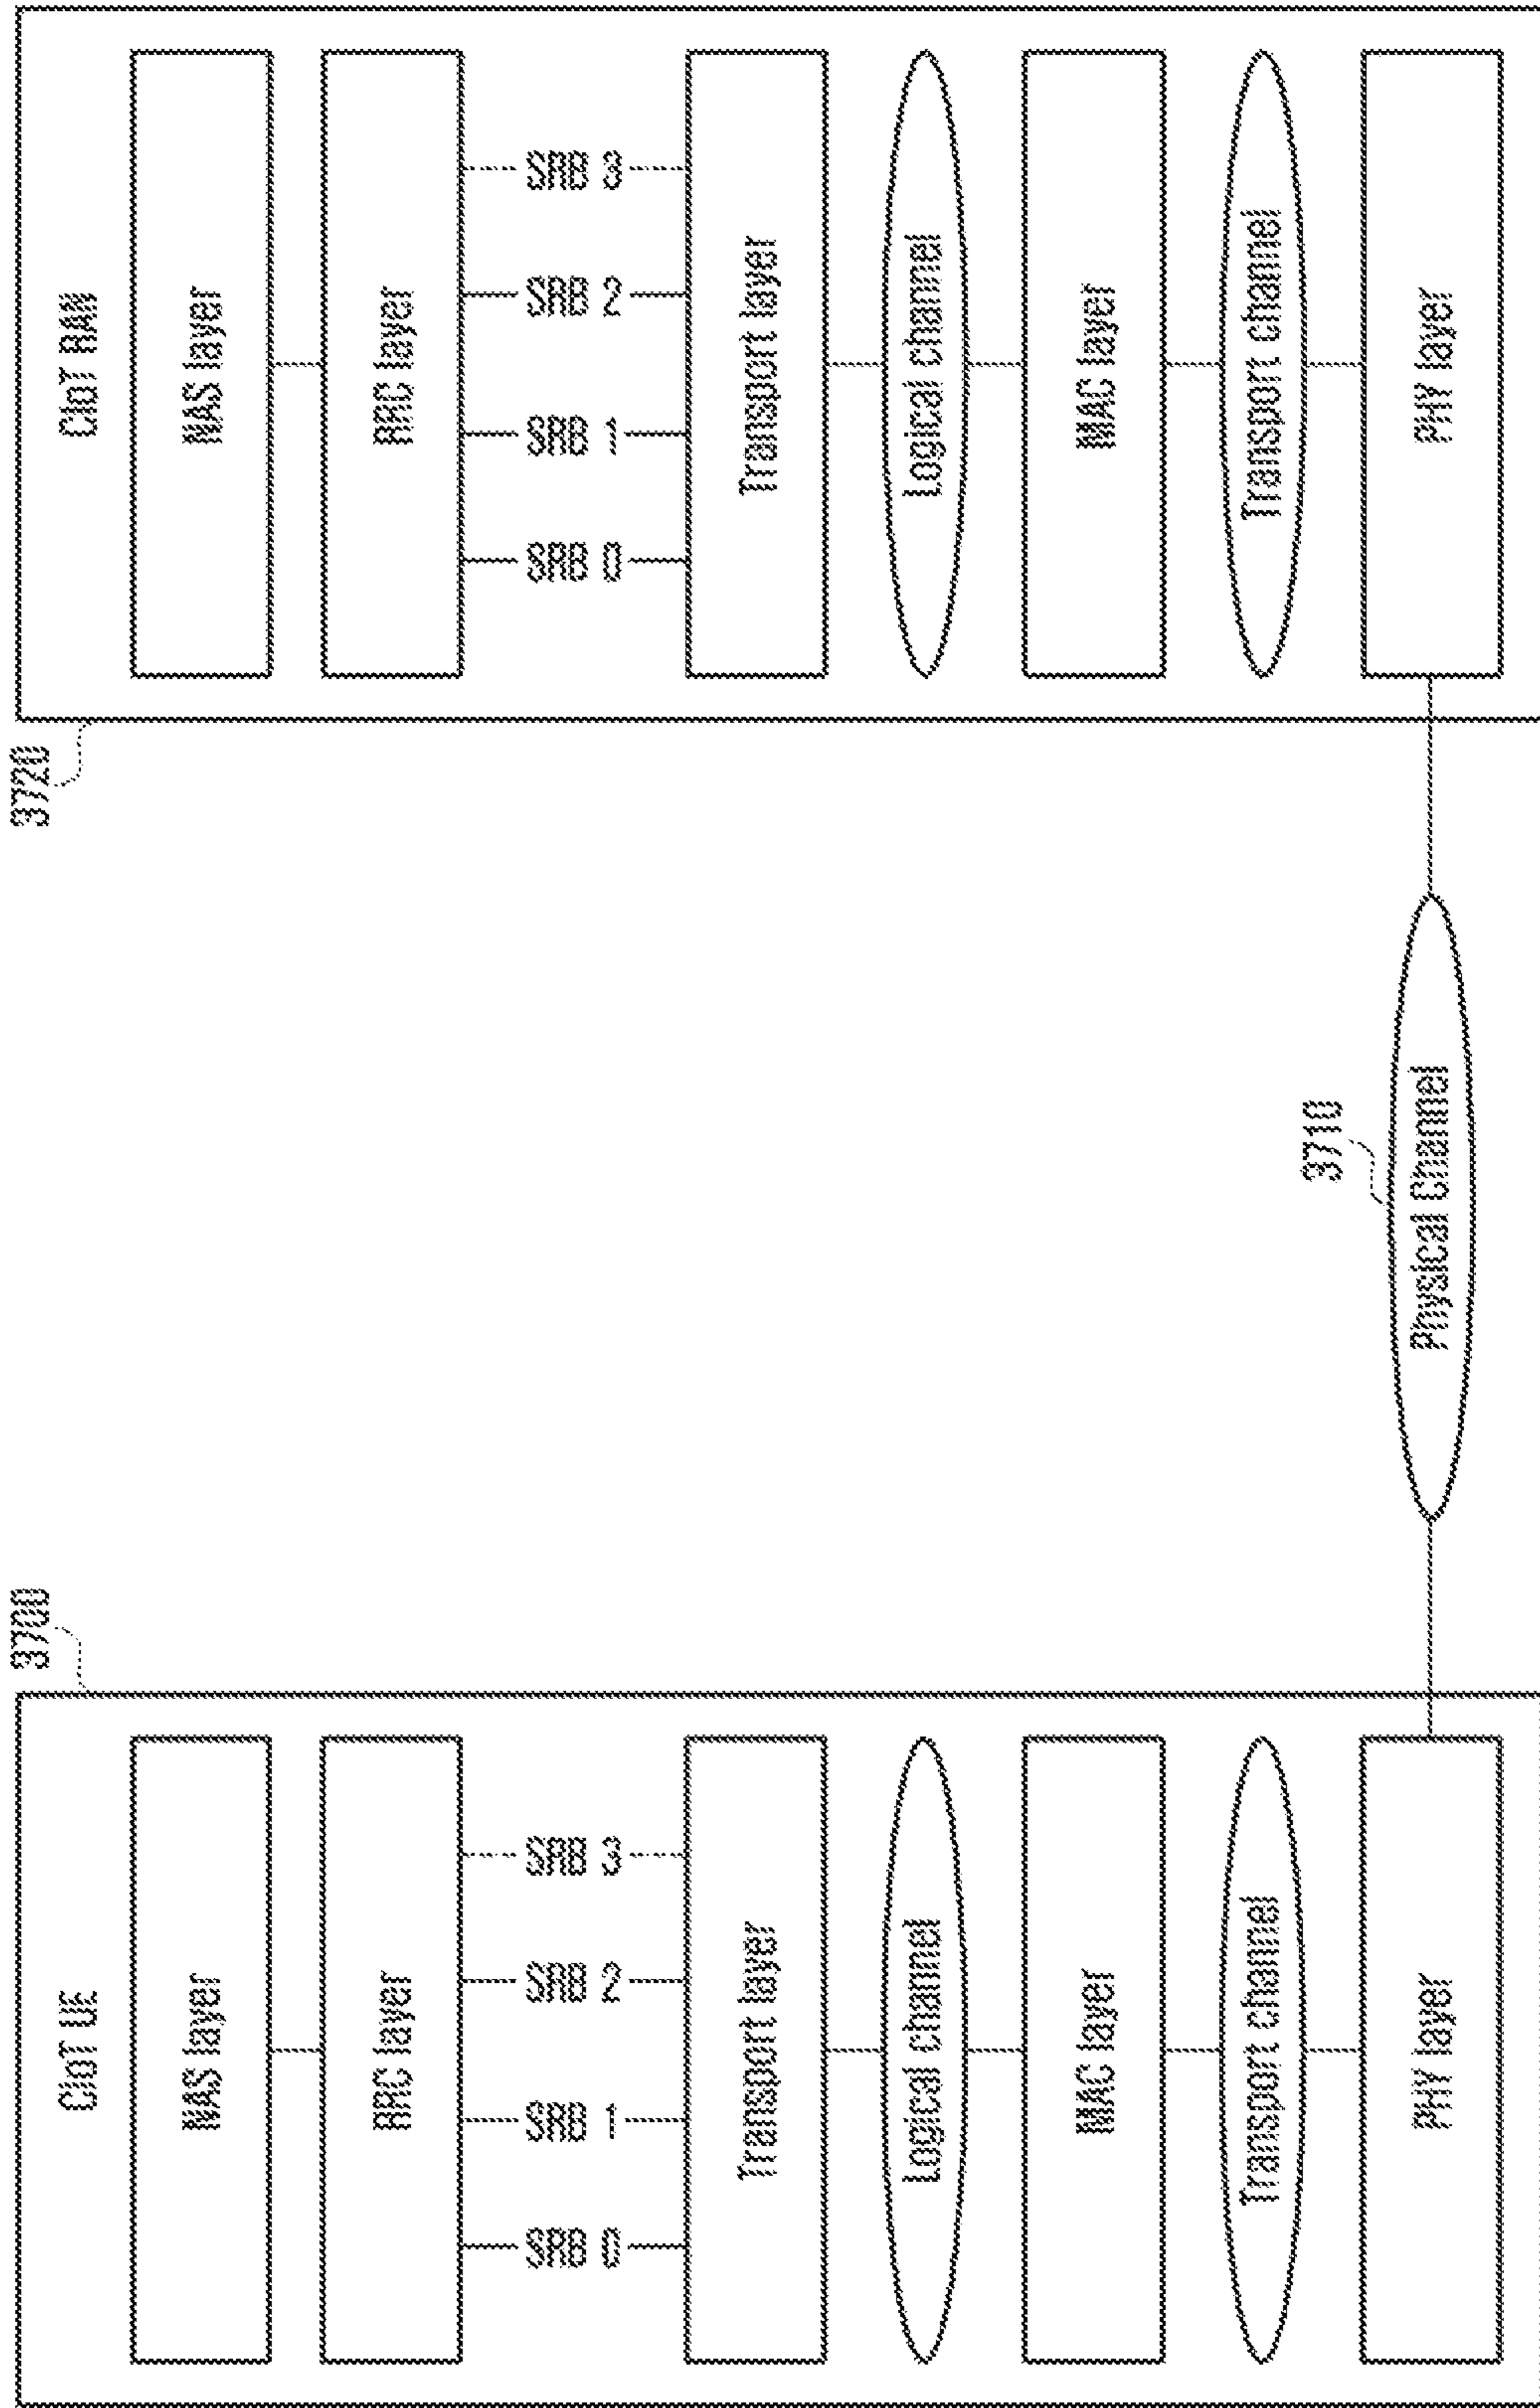 3700
CIoT UE
NAS layer
RRC layer
SRB 0
SRB 1
SRB 2
SRB 3
Transport layer
Logical channel
MAC layer
Transport channel
PHY layer
3710
Physical Channel
3720
CIoT RAN
NAS layer
RRC layer
SRB 0
SRB 1
SRB 2
SRB 3
Transport layer
Logical channel
MAC layer
Transport channel
PHY layer